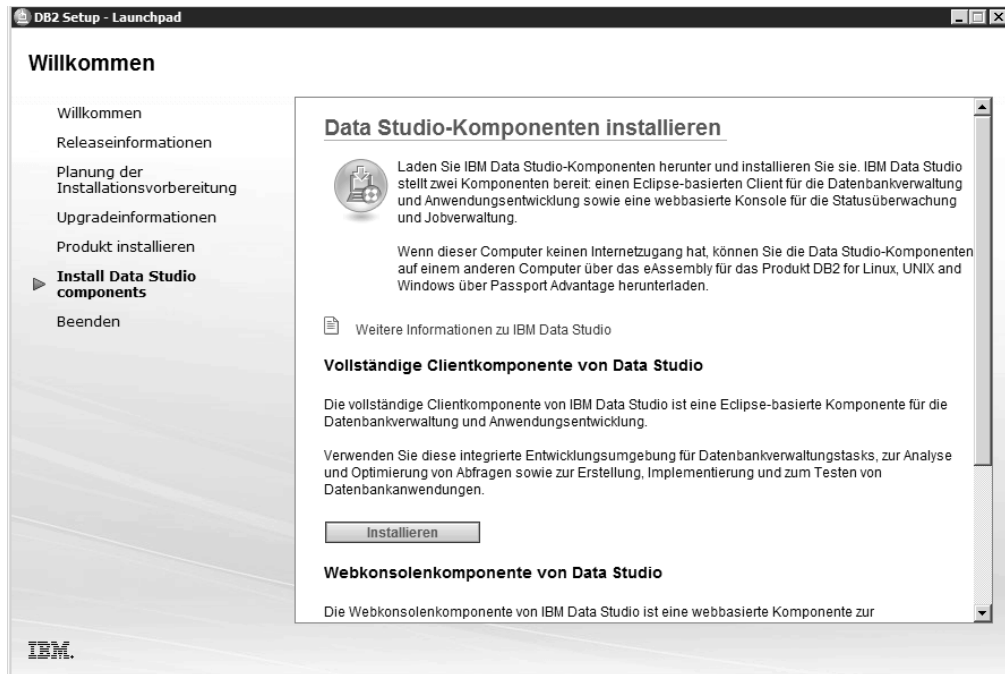 DB2 Setup - Launchpad
Willkommen
Willkommen
Releaseinformationen
Planung der
Installationsvorbereitung
Upgradeinformationen
Produkt installieren
Install Data Studio
components
Beenden
Data Studio-Komponenten installieren
Laden Sie IBM Data Studio-Komponenten herunter und installieren Sie sie. IBM Data Studio
stellt zwei Komponenten bereit: einen Eclipse-basierten Client für die Datenbankverwaltung
und Anwendungsentwicklung sowie eine webbasierte Konsole für die Statusüberwachung
und Jobverwaltung.
Wenn dieser Computer keinen Internetzugang hat, können Sie die Data Studio-Komponenten
auf einem anderen Computer über das eAssembly für das Produkt DB2 for Linux, UNIX and
Windows über Passport Advantage herunterladen.
Weitere Informationen zu IBM Data Studio
Vollständige Clientkomponente von Data Studio
Die vollständige Clientkomponente von IBM Data Studio ist eine Eclipse-basierte Komponente für die
Datenbankverwaltung und Anwendungsentwicklung.
Verwenden Sie diese integrierte Entwicklungsumgebung für Datenbankverwaltungstasks, zur Analyse
und Optimierung von Abfragen sowie zur Erstellung, Implementierung und zum Testen von
Datenbankanwendungen.
Installieren
Webkonsolenkomponente von Data Studio
Die Webkonsolenkomponente von IBM Data Studio ist eine webbasierte Komponente zur
IBM.